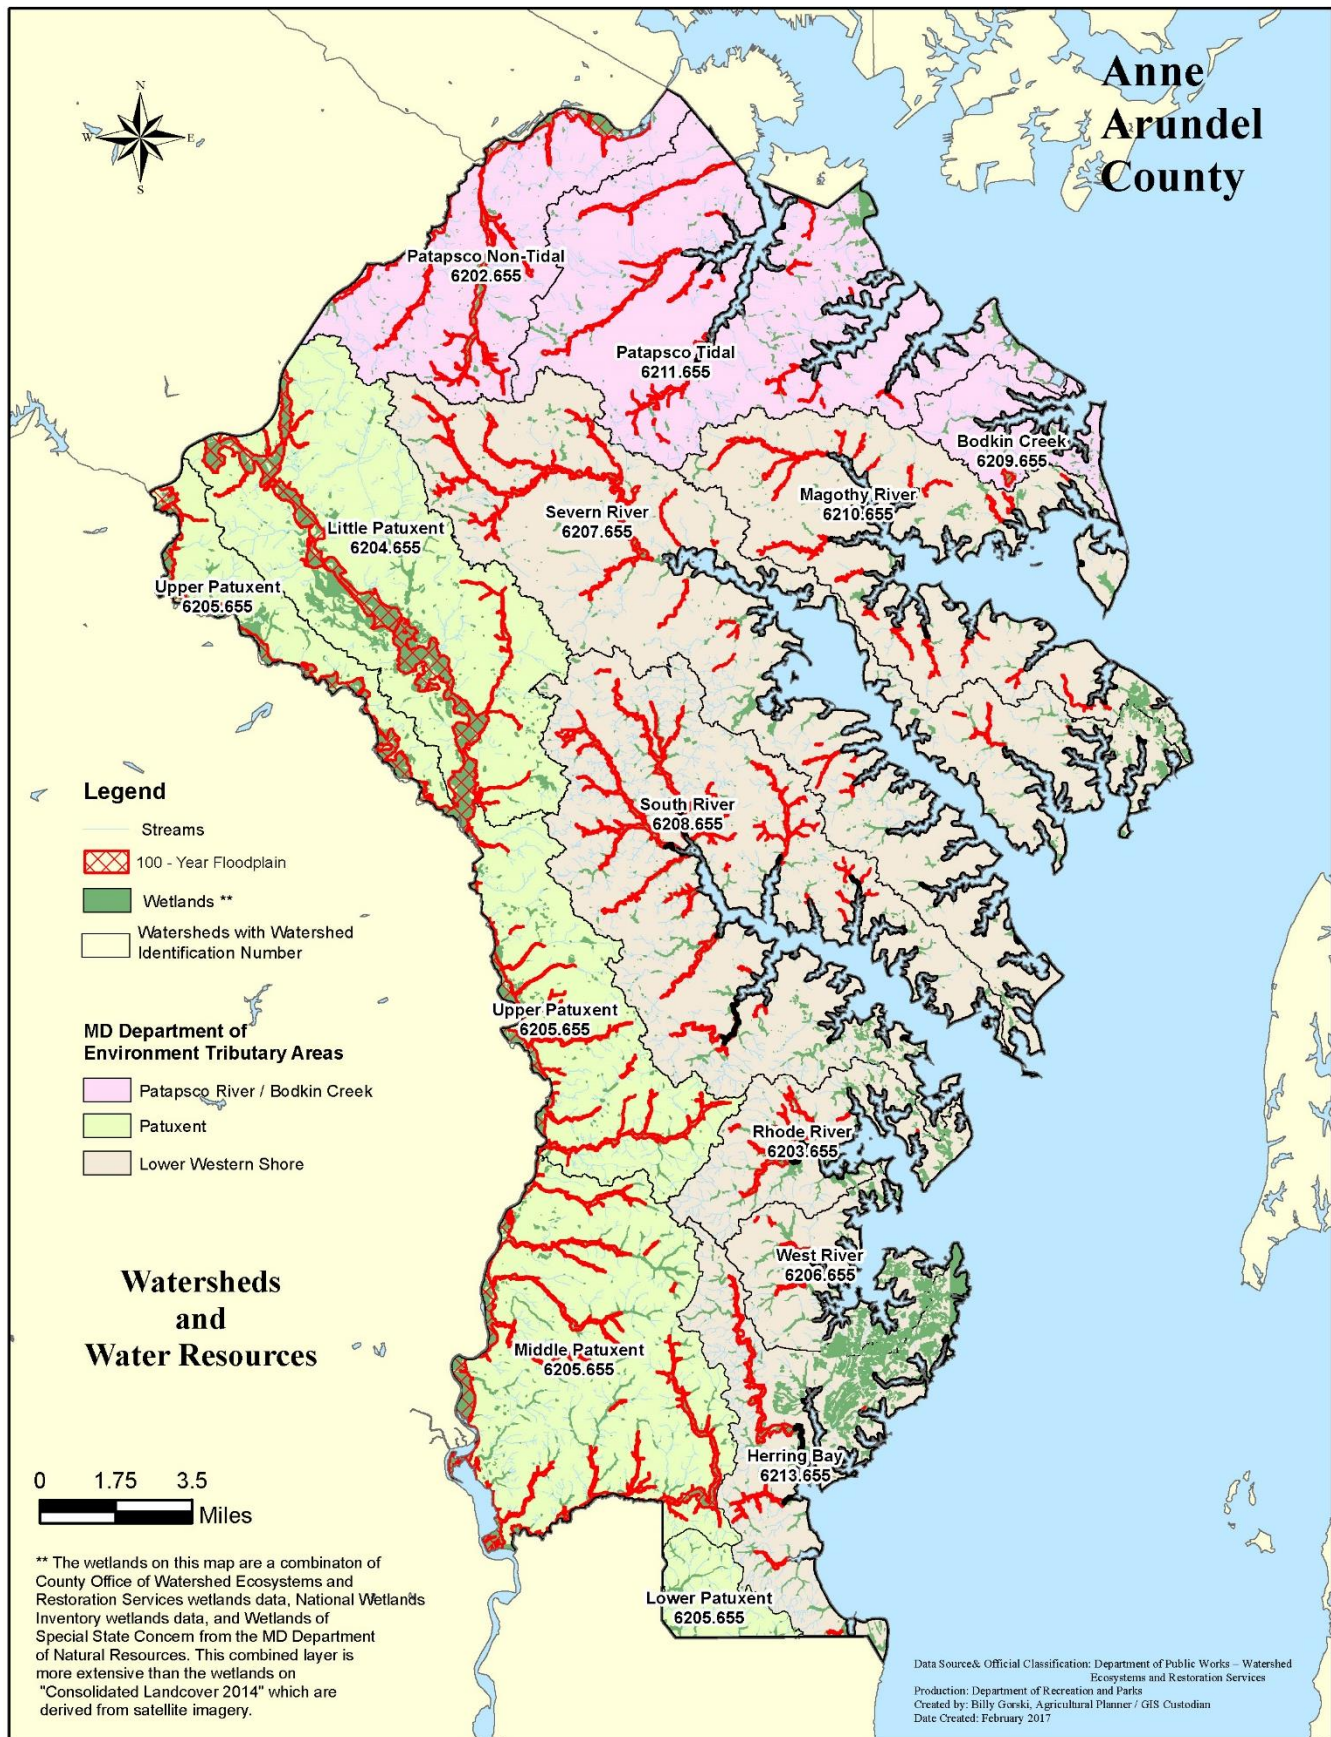 Anne
Arundel
County
N
W
E
S
Patapsco Non-Tidal
6202.655
Patapsco Tidal
6211.655
Bodkin Creek
6209.655
Magothy River
6210.655
Severn River
6207.655
Little Patuxent
6204.655
Upper Patuxent
6205.655
South River
6208.655
Upper Patuxent
6205.655
Rhode River
6203.655
West River
6206.655
Middle Patuxent
6205.655
Herring Bay
6213.655
Lower Patuxent
6205.655
Legend
Streams
100 - Year Floodplain
Wetlands **
Watersheds with Watershed
Identification Number
MD Department of
Environment Tributary Areas
Patapsco River / Bodkin Creek
Patuxent
Lower Western Shore
Watersheds
and
Water Resources
0 1.75 3.5
Miles
** The wetlands on this map are a combinaton of
County Office of Watershed Ecosystems and
Restoration Services wetlands data, National Wetlands
Inventory wetlands data, and Wetlands of
Special State Concern from the MD Department
of Natural Resources. This combined layer is
more extensive than the wetlands on
"Consolidated Landcover 2014" which are
derived from satellite imagery.
Data Source& Official Classification: Department of Public Works – Watershed
Ecosystems and Restoration Services
Production: Department of Recreation and Parks
Created by: Billy Gorski, Agricultural Planner / GIS Custodian
Date Created: February 2017